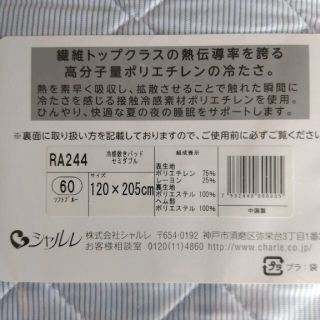 繊維トップクラスの熱伝導率を誇る
高分子量ポリエチレンの冷たさ。
熱を素早く吸収し、拡散させることで触れた瞬間に
冷たさを感じる接触冷感素材ポリエチレンを使用。
ひんやり、快適な夏の夜の睡眠をサポートします。
※裏面に取り扱い方を記載しておりますので、ご使用前に必ずご覧くださ
RA244
冷感敷きパッド
セミダブル
組成表示
60
ソフトブルー
サイズ
120×205cm
表生地
ポリエチレン 75%
レーヨン 25%
裏生地
ポリエステル 100%
ヘム部
ポリエステル 100%
中国製
シャルレ
株式会社シャルレ 〒654-0192 神戸市須磨区弥栄台3丁目1番
お客様相談室 0120(11)4860 http://www.charle.co.jp/
プラ：袋